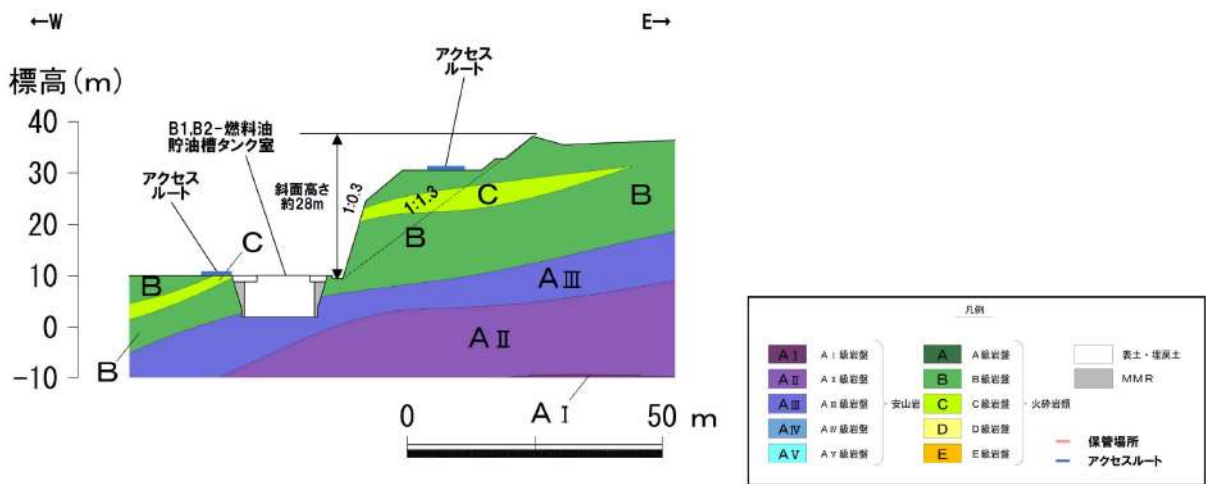 ←W
E→
アクセス
ルート
標高(m)
40
30
20
10
0
-10
B1,B2-燃料油
貯油槽タンク室
アクセス
ルート
斜面高さ
約28m
1:0.3
1:1.3
C
B
B
C
B
B
AⅢ
AⅡ
AⅠ
0
50
m
凡例
AⅠ AⅠ級岩盤
AⅡ
AⅢ AⅢ級岩盤
AⅣ AⅣ級岩盤
AⅤ AⅤ級岩盤
安山岩
A A級岩盤
B B級岩盤
C C級岩盤
D D級岩盤
E E級岩盤
火砕岩類
表土・埋戻土
MMR
保管場所
アクセスルート